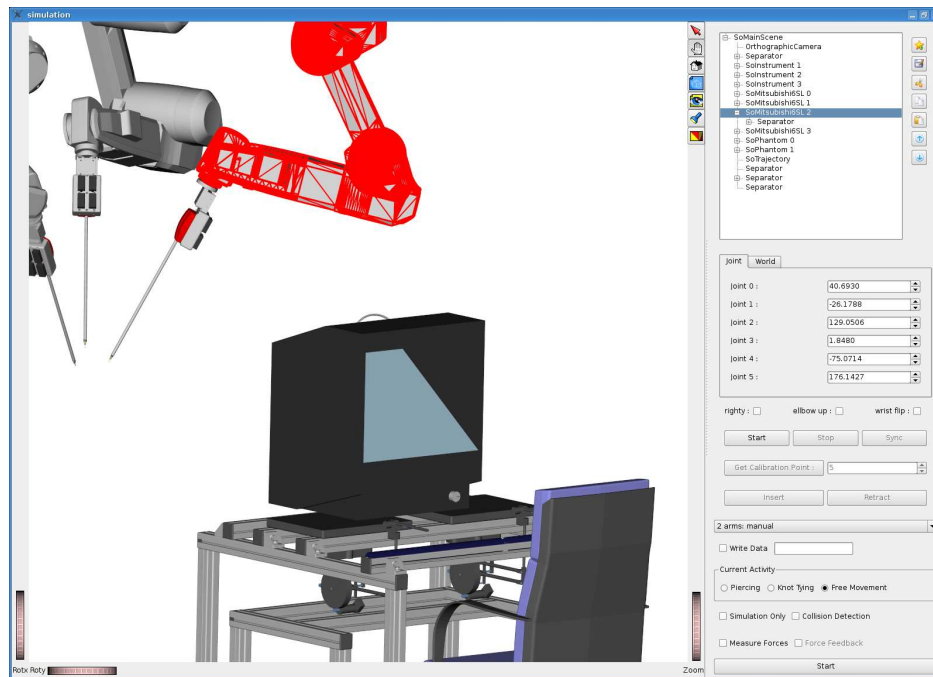 simulation
SoMainScene
OrthographicCamera
Separator
SoInstrument 1
SoInstrument 2
SoInstrument 3
SoMitsubishi6SL 0
SoMitsubishi6SL 1
SoMitsubishi6SL 2
Separator
SoMitsubishi6SL 3
SoPhantom 0
SoPhantom 1
SoTrajectory
Separator
Separator
Separator
Joint World
Joint 0 : 40.6930
Joint 1 : -26.1788
Joint 2 : 129.0506
Joint 3 : 1.8480
Joint 4 : -75.0714
Joint 5 : 176.1427
righty : ellbow up : wrist flip :
Start Stop Sync
Get Calibration Point : 5
Insert Retract
2 arms: manual
Write Data
Current Activity
Piercing Knot Tying Free Movement
Simulation Only Collision Detection
Measure Forces Force Feedback
Rotx Roty Zoom Start